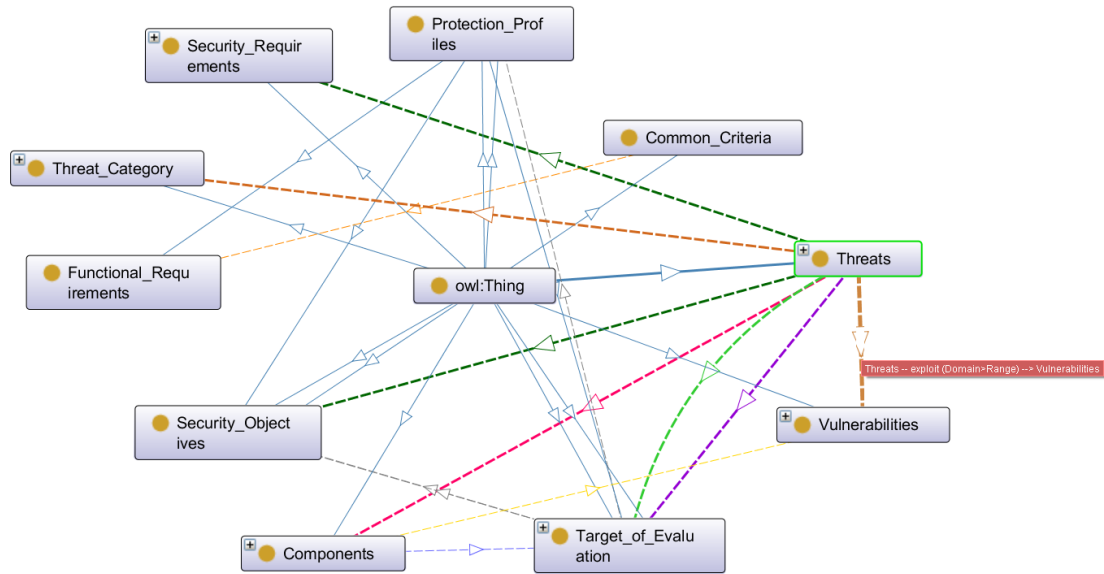 Protection_Prof
iles
Security_Requir
ements
Common_Criteria
Threat_Category
Threats
Functional_Requ
irements
owl:Thing
Threats -- exploit (Domain>Range) --> Vulnerabilities
Security_Object
ives
Vulnerabilities
Components
Target_of_Evalu
ation